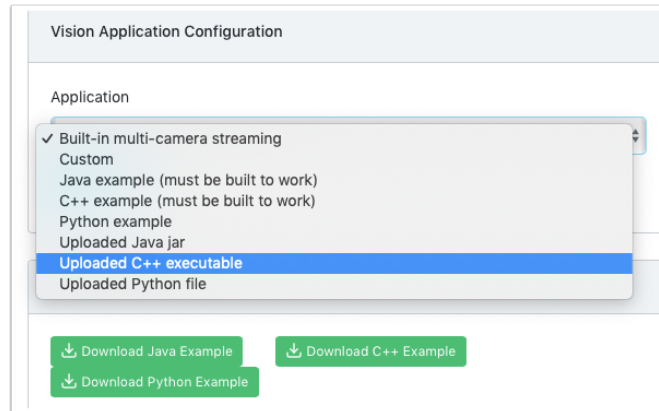 Vision Application Configuration
Application
✓ Built-in multi-camera streaming
Custom
Java example (must be built to work)
C++ example (must be built to work)
Python example
Uploaded Java jar
Uploaded C++ executable
Uploaded Python file
Download Java Example
Download C++ Example
Download Python Example